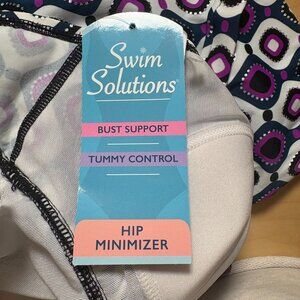 Swim
Solutions®
BUST SUPPORT
TUMMY CONTROL
HIP
MINIMIZER